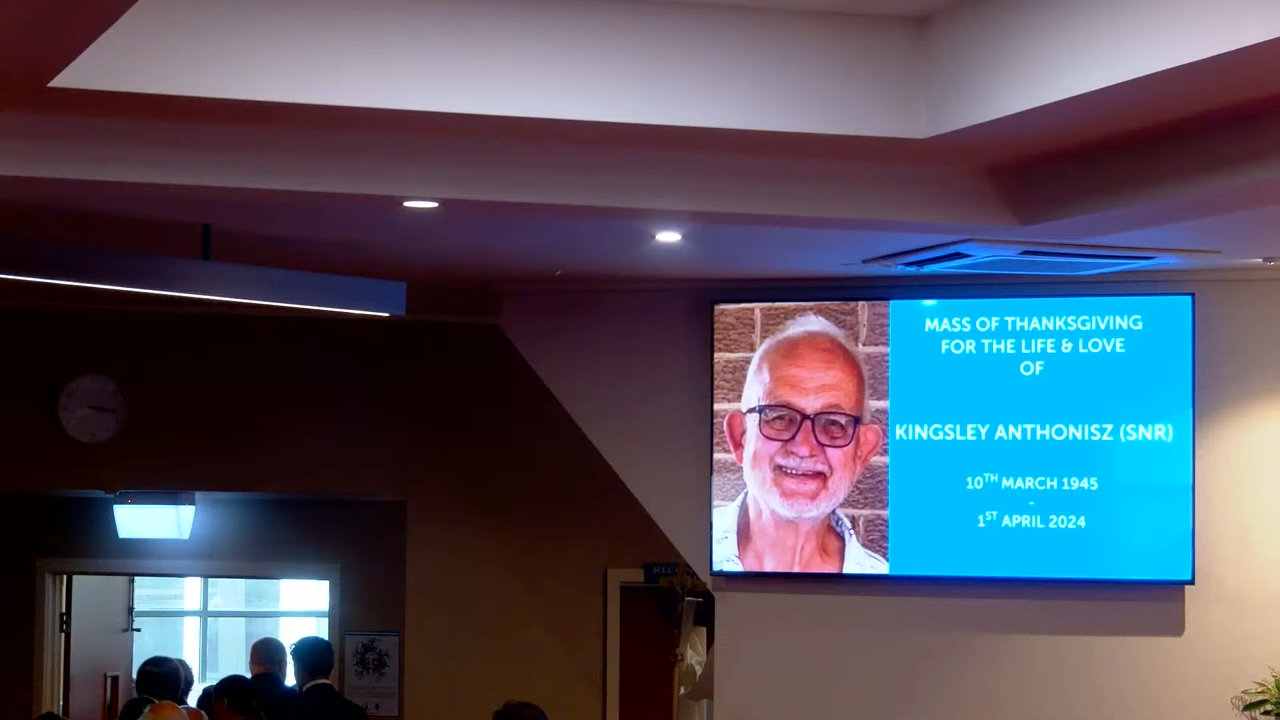 MASS OF THANKSGIVING
FOR THE LIFE & LOVE
OF
KINGSLEY ANTHONISZ (SNR)
10TH MARCH 1945
-
1ST APRIL 2024